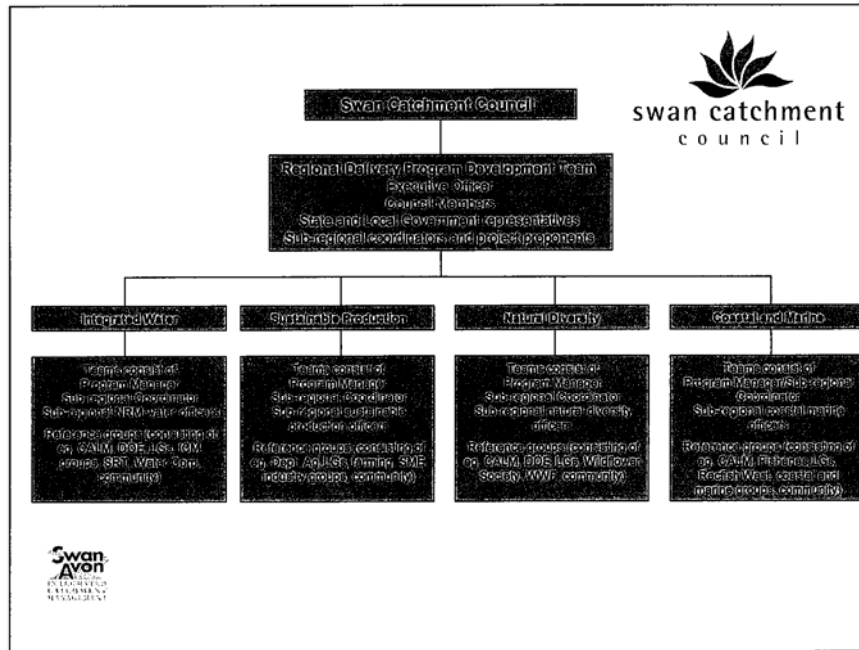 swan catchment
council
Swan Catchment Council
Regional Delivery Program Development Team
Executive Officer
Council Members
State and Local Government representatives
Sub-regional coordinators and project proponents
Integrated Water
Teams consist of
Program Manager
Sub-regional Coordinator
Sub-regional NRM water officers
Reference groups (consisting of
eg, CALM, DOE, LGs, ICM
groups, SRT, Water Corp,
community)
Sustainable Production
Teams consist of
Program Manager
Sub-regional Coordinator
Sub-regional sustainable
production officers
Reference groups (consisting of
eg, Dept. Ag, LGs, farming, SME
industry groups, community)
Natural Diversity
Teams consist of
Program Manager
Sub-regional Coordinator
Sub-regional natural diversity
officers
Reference groups (consisting of
eg, CALM, DOE, LGs, Wildflower
Society, WWF, community)
Coastal and Marine
Teams consist of
Program Manager/Sub-regional
Coordinator
Sub-regional coastal marine
officers
Reference groups (consisting of
eg, CALM, Fisheries, LGs,
Recfish West, coastal and
marine groups, community)
Swan
Avon
INTEGRATED
CATCHMENT
MANAGEMENT